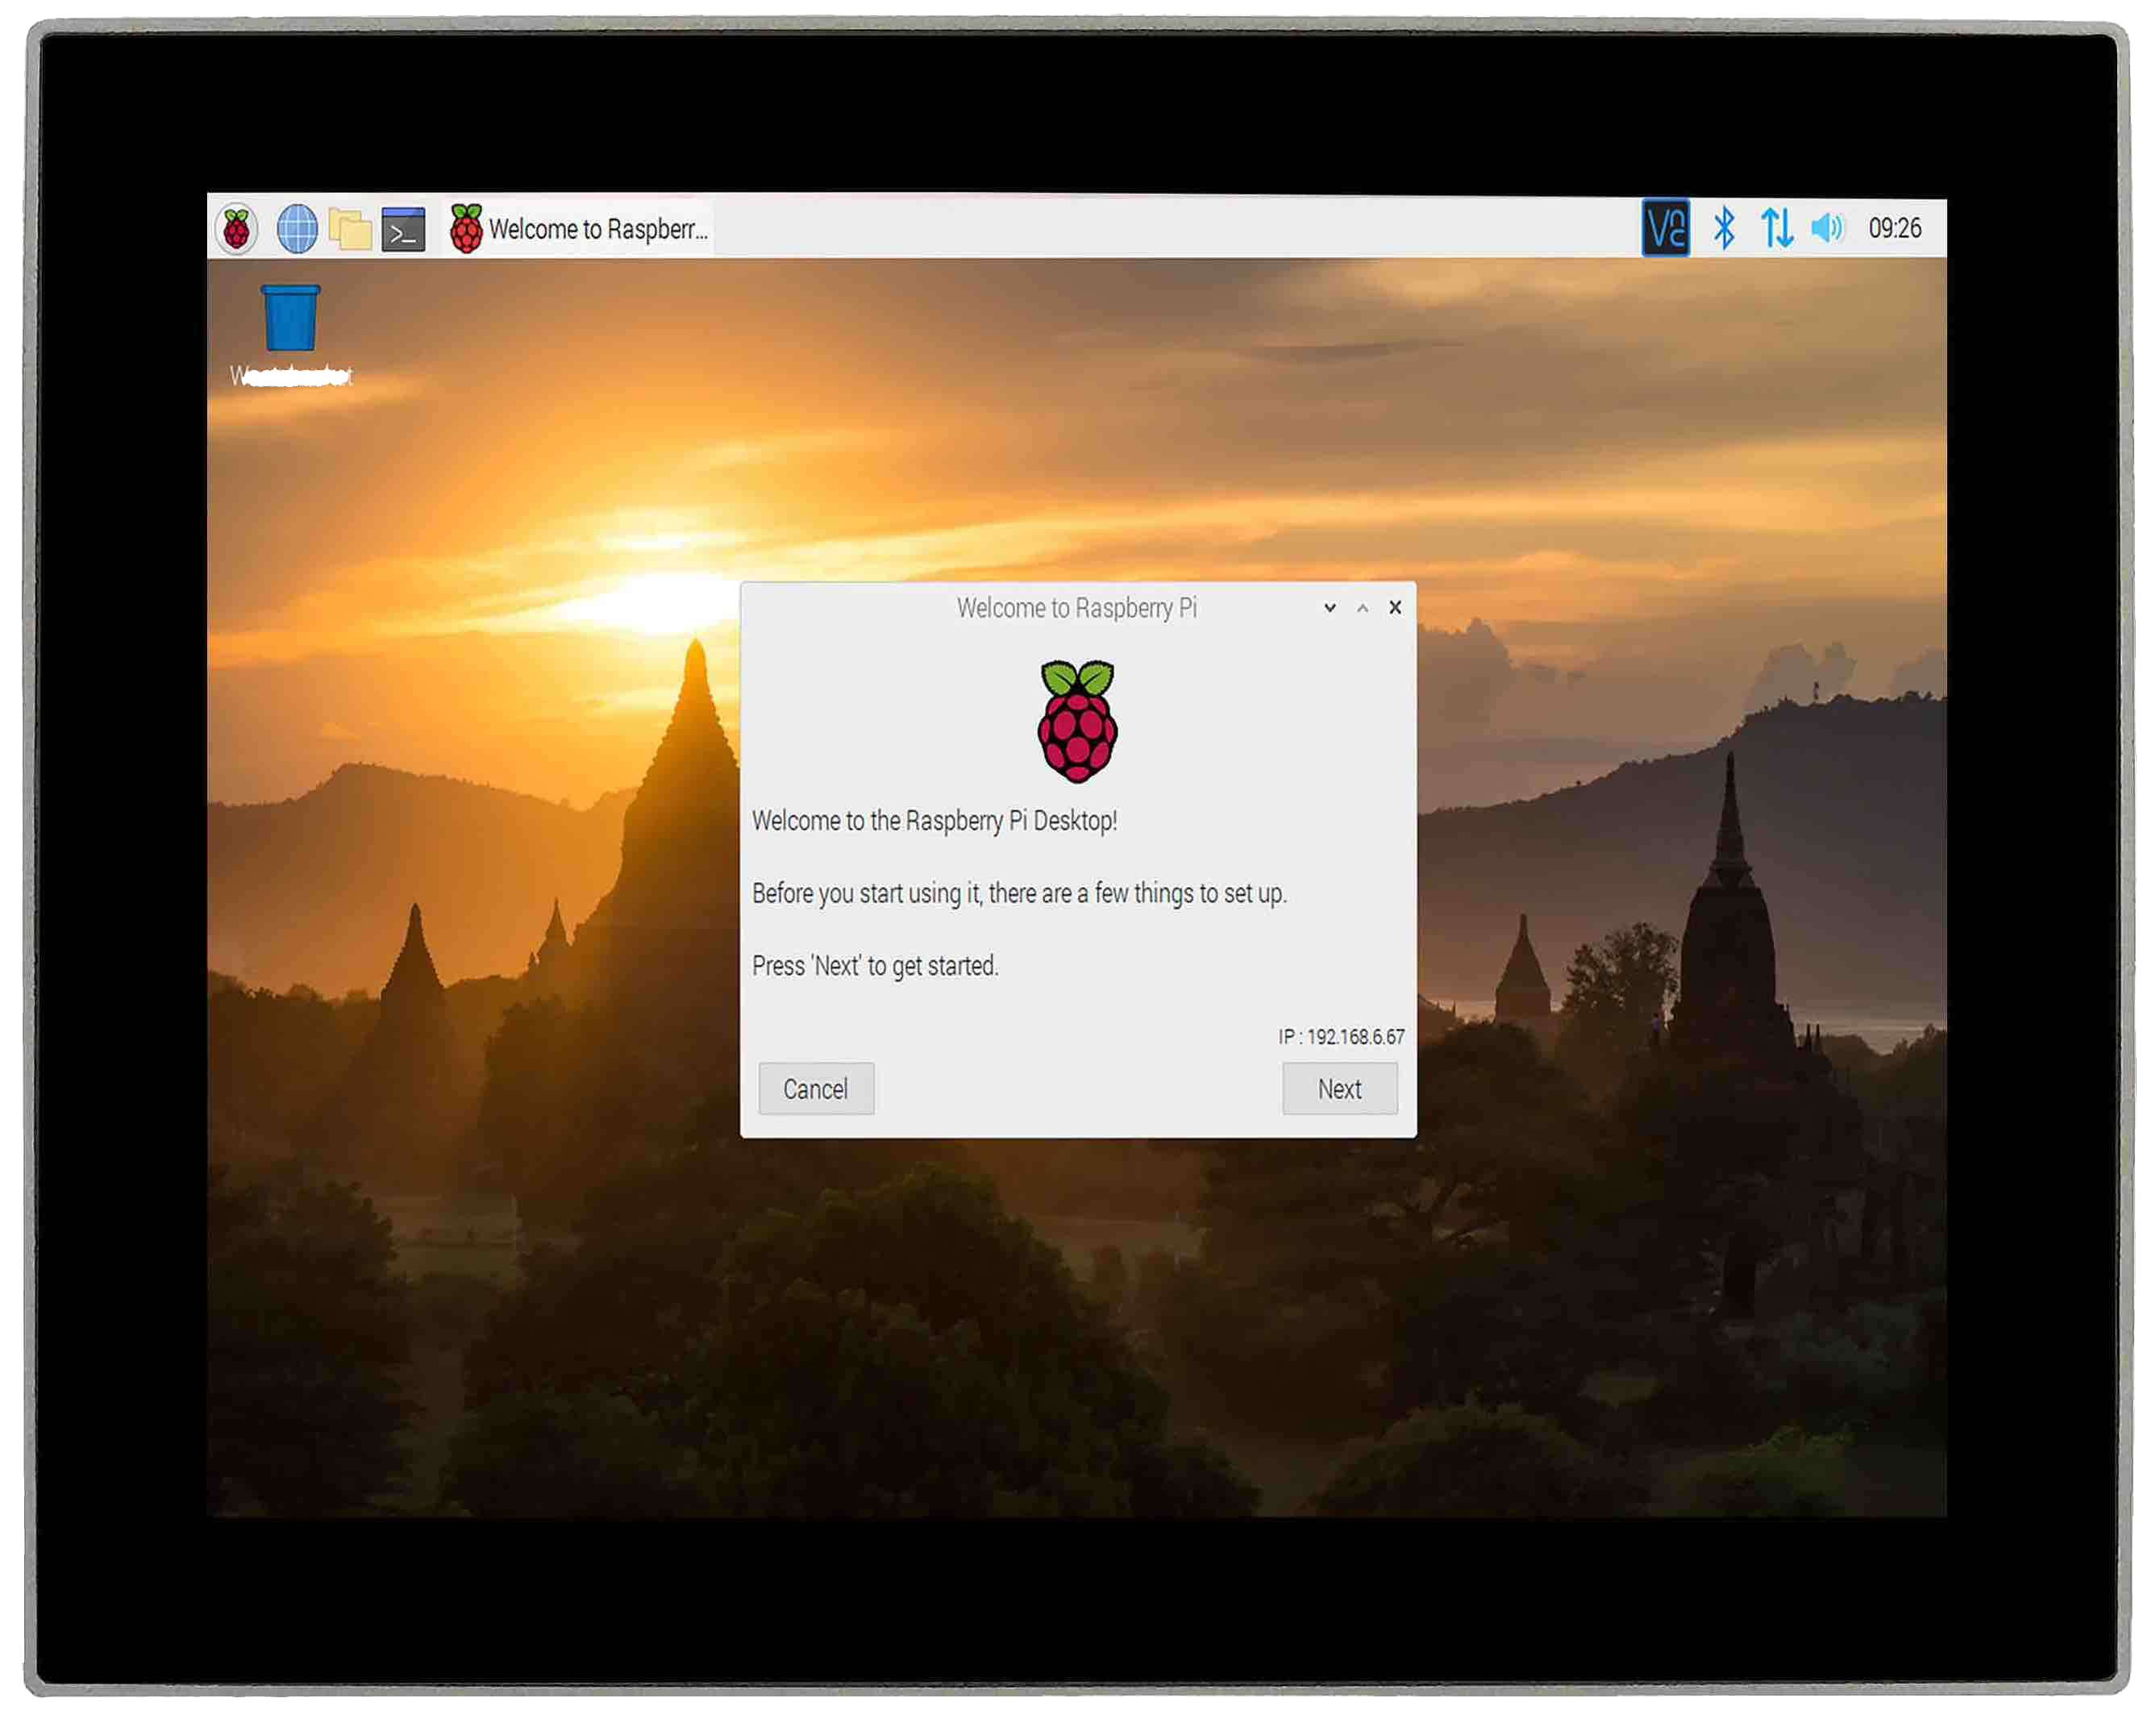 Welcome to Raspberr...
VNC
09:26
Welcome to Raspberry Pi
Welcome to the Raspberry Pi Desktop!
Before you start using it, there are a few things to set up.
Press 'Next' to get started.
IP : 192.168.6.67
Cancel
Next